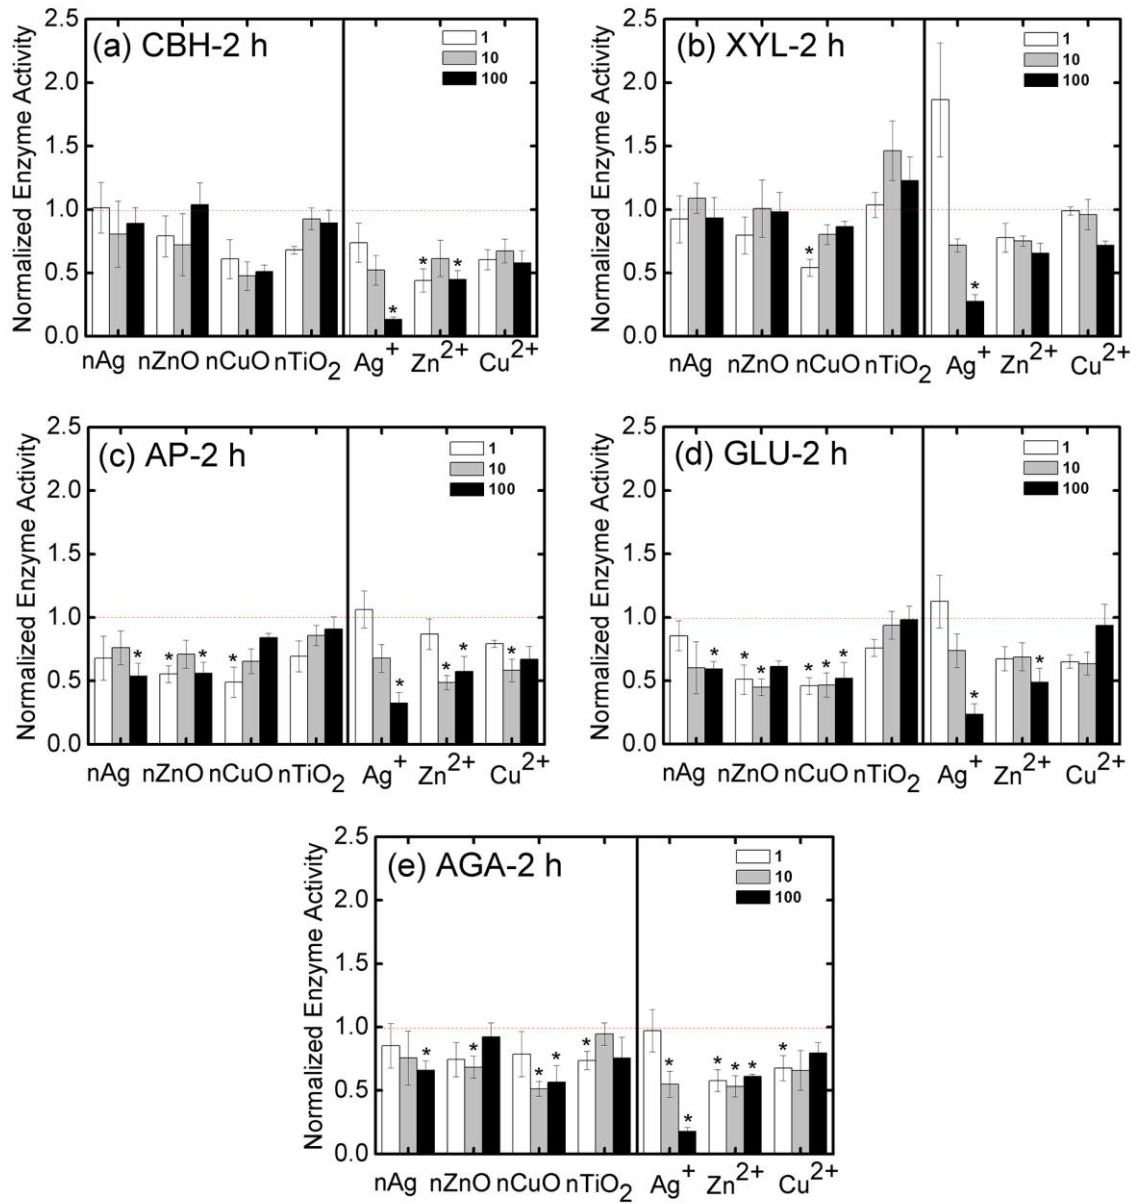 (a) CBH-2 h
1
10
100
Normalized Enzyme Activity
2.5
2.0
1.5
1.0
0.5
0.0
* * *
nAg nZnO nCuO nTiO2 Ag+ Zn2+ Cu2+
(b) XYL-2 h
1
10
100
Normalized Enzyme Activity
2.5
2.0
1.5
1.0
0.5
0.0
* *
nAg nZnO nCuO nTiO2 Ag+ Zn2+ Cu2+
(c) AP-2 h
1
10
100
Normalized Enzyme Activity
2.5
2.0
1.5
1.0
0.5
0.0
* * * * * * * *
nAg nZnO nCuO nTiO2 Ag+ Zn2+ Cu2+
(d) GLU-2 h
1
10
100
Normalized Enzyme Activity
2.5
2.0
1.5
1.0
0.5
0.0
* * * * * * * *
nAg nZnO nCuO nTiO2 Ag+ Zn2+ Cu2+
(e) AGA-2 h
1
10
100
Normalized Enzyme Activity
2.5
2.0
1.5
1.0
0.5
0.0
* * * * * * * * * * *
nAg nZnO nCuO nTiO2 Ag+ Zn2+ Cu2+